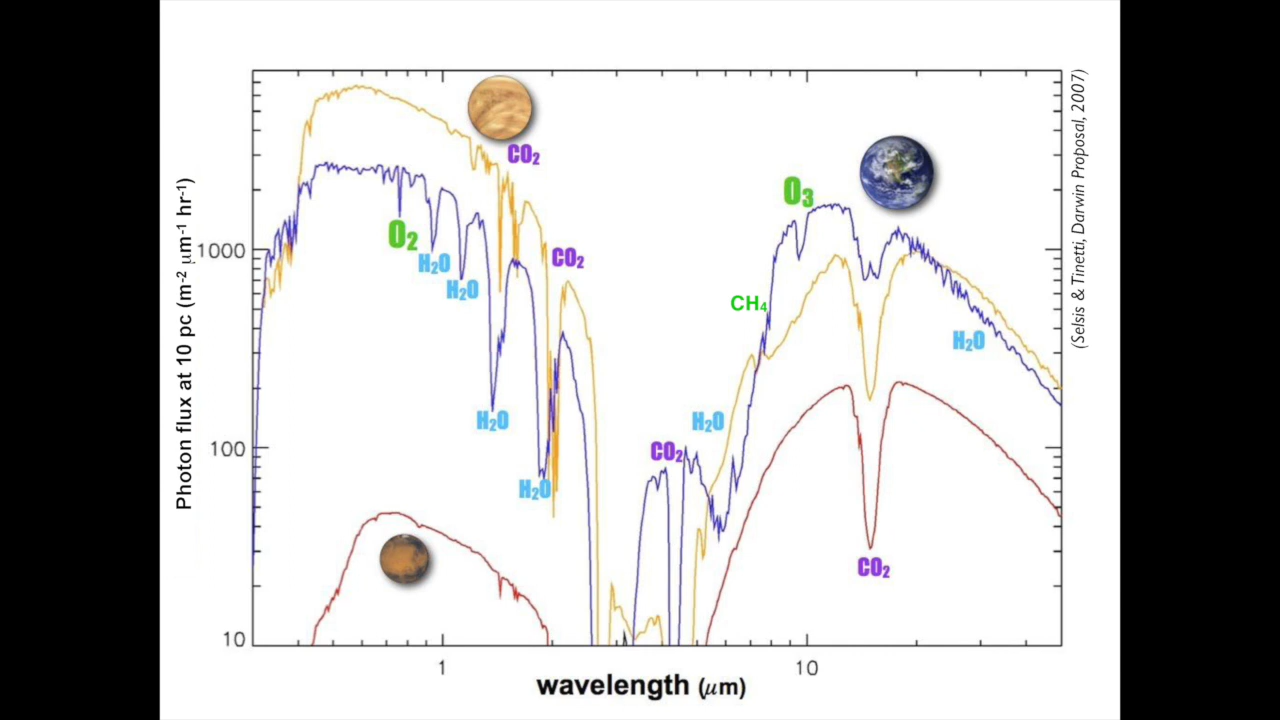 CO₂
O₃
O₂
H₂O
CO₂
H₂O
CH₄
H₂O
H₂O
CO₂
H₂O
H₂O
CO₂
1000
100
10
1
10
Photon flux at 10 pc (m⁻² μm⁻¹ hr⁻¹)
wavelength (μm)
(Selsis & Tinetti, Darwin Proposal, 2007)